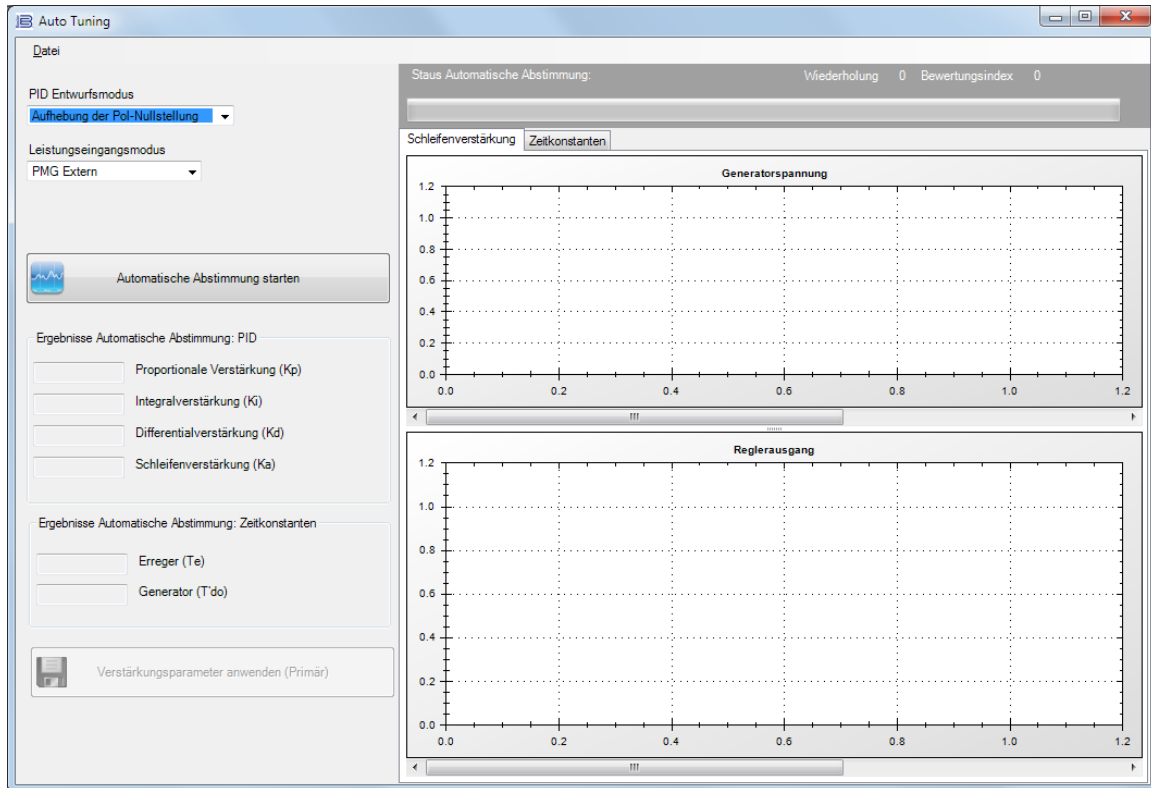 Auto Tuning
Datei
PID Entwurfsmodus
Aufhebung der Pol-Nullstellung
Leistungseingangsmodus
PMG Extern
Automatische Abstimmung starten
Ergebnisse Automatische Abstimmung: PID
Proportionale Verstärkung (Kp)
Integralverstärkung (Ki)
Differentialverstärkung (Kd)
Schleifenverstärkung (Ka)
Ergebnisse Automatische Abstimmung: Zeitkonstanten
Erreger (Te)
Generator (T'do)
Verstärkungsparameter anwenden (Primär)
Staus Automatische Abstimmung: Wiederholung 0 Bewertungsindex 0
Schleifenverstärkung Zeitkonstanten
Generatorspannung
1.2
1.0
0.8
0.6
0.4
0.2
0.0
0.0 0.2 0.4 0.6 0.8 1.0 1.2
Reglerausgang
1.2
1.0
0.8
0.6
0.4
0.2
0.0
0.0 0.2 0.4 0.6 0.8 1.0 1.2